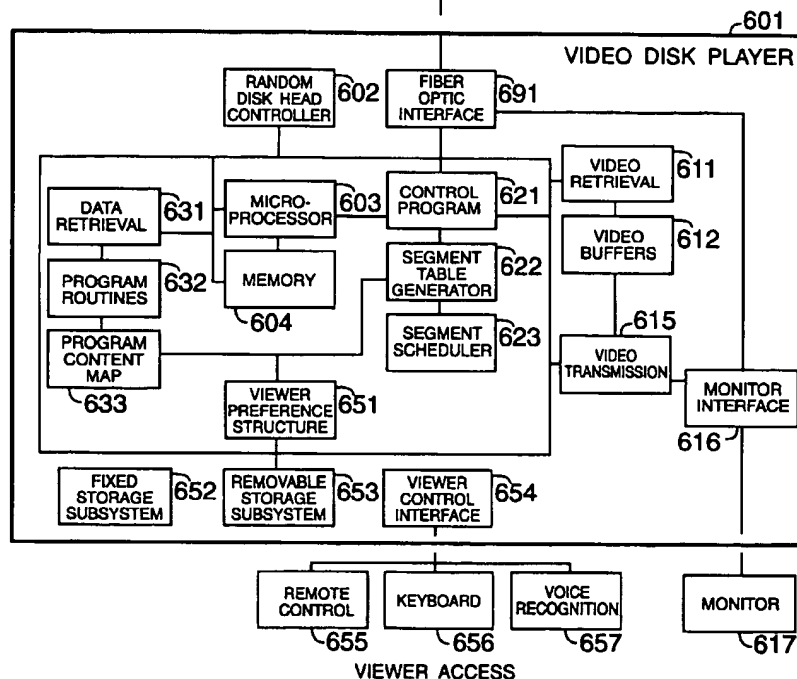 601
VIDEO DISK PLAYER
RANDOM
DISK HEAD
CONTROLLER
602
FIBER
OPTIC
INTERFACE
691
DATA
RETRIEVAL
631
MICRO-
PROCESSOR
603
CONTROL
PROGRAM
621
VIDEO
RETRIEVAL
611
PROGRAM
ROUTINES
632
MEMORY
604
SEGMENT
TABLE
GENERATOR
622
VIDEO
BUFFERS
612
PROGRAM
CONTENT
MAP
633
SEGMENT
SCHEDULER
623
615
VIDEO
TRANSMISSION
VIEWER
PREFERENCE
STRUCTURE
651
MONITOR
INTERFACE
616
FIXED
STORAGE
SUBSYSTEM
652
REMOVABLE
STORAGE
SUBSYSTEM
653
VIEWER
CONTROL
INTERFACE
654
REMOTE
CONTROL
655
KEYBOARD
656
VOICE
RECOGNITION
657
MONITOR
617
VIEWER ACCESS